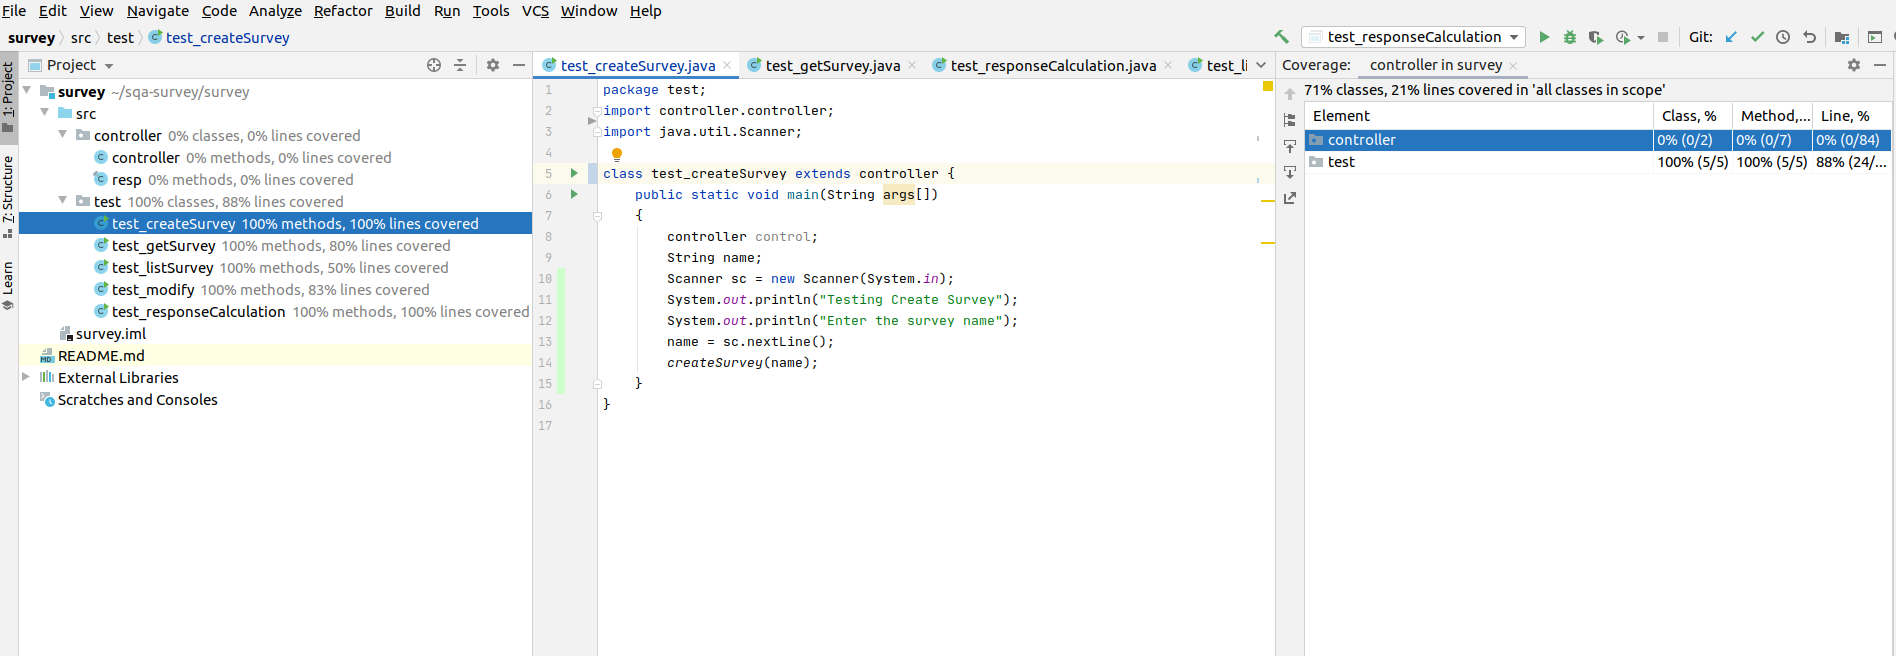 File Edit View Navigate Code Analyze Refactor Build Run Tools VCS Window Help
survey src test test_createSurvey
test_responseCalculation Git:
1: Project
7: Structure
Learn
Project
survey ~/sqa-survey/survey
src
controller 0% classes, 0% lines covered
controller 0% methods, 0% lines covered
resp 0% methods, 0% lines covered
test 100% classes, 88% lines covered
test_createSurvey 100% methods, 100% lines covered
test_getSurvey 100% methods, 80% lines covered
test_listSurvey 100% methods, 50% lines covered
test_modify 100% methods, 83% lines covered
test_responseCalculation 100% methods, 100% lines covered
survey.iml
README.md
External Libraries
Scratches and Consoles
test_createSurvey.java test_getSurvey.java test_responseCalculation.java test_li
1 package test;
2 import controller.controller;
3 import java.util.Scanner;
4
5 class test_createSurvey extends controller {
6 public static void main(String args[])
7 {
8 controller control;
9 String name;
10 Scanner sc = new Scanner(System.in);
11 System.out.println("Testing Create Survey");
12 System.out.println("Enter the survey name");
13 name = sc.nextLine();
14 createSurvey(name);
15 }
16 }
17
Coverage: controller in survey
71% classes, 21% lines covered in 'all classes in scope'
Element Class, % Method,... Line, %
controller 0% (0/2) 0% (0/7) 0% (0/84)
test 100% (5/5) 100% (5/5) 88% (24/...